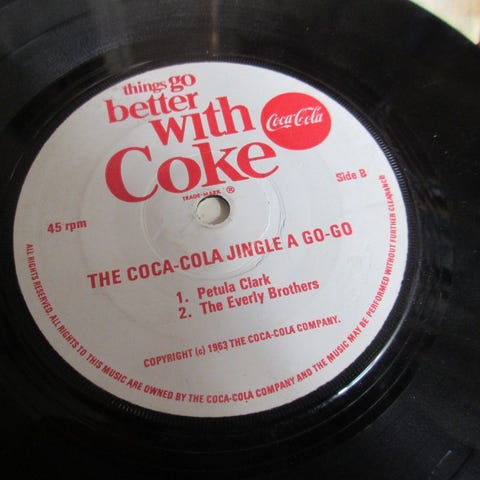 things go
better
with
Coke
Coca-Cola
TRADE-MARK ®
Side B
45 rpm
THE COCA-COLA JINGLE A GO-GO
1. Petula Clark
2. The Everly Brothers
COPYRIGHT (c) 1963 THE COCA-COLA COMPANY.
ALL RIGHTS RESERVED. ALL RIGHTS TO THIS MUSIC ARE OWNED BY THE COCA-COLA COMPANY AND THE MUSIC MAY BE PERFORMED WITHOUT FURTHER CLEARANCE